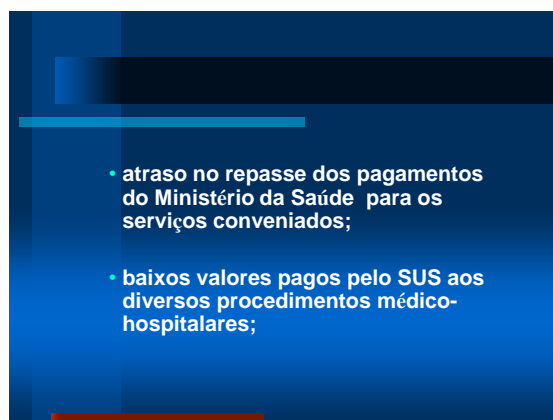 • atraso no repasse dos pagamentos
do Ministério da Saúde para os
serviços conveniados;
• baixos valores pagos pelo SUS aos
diversos procedimentos médico-
hospitalares;